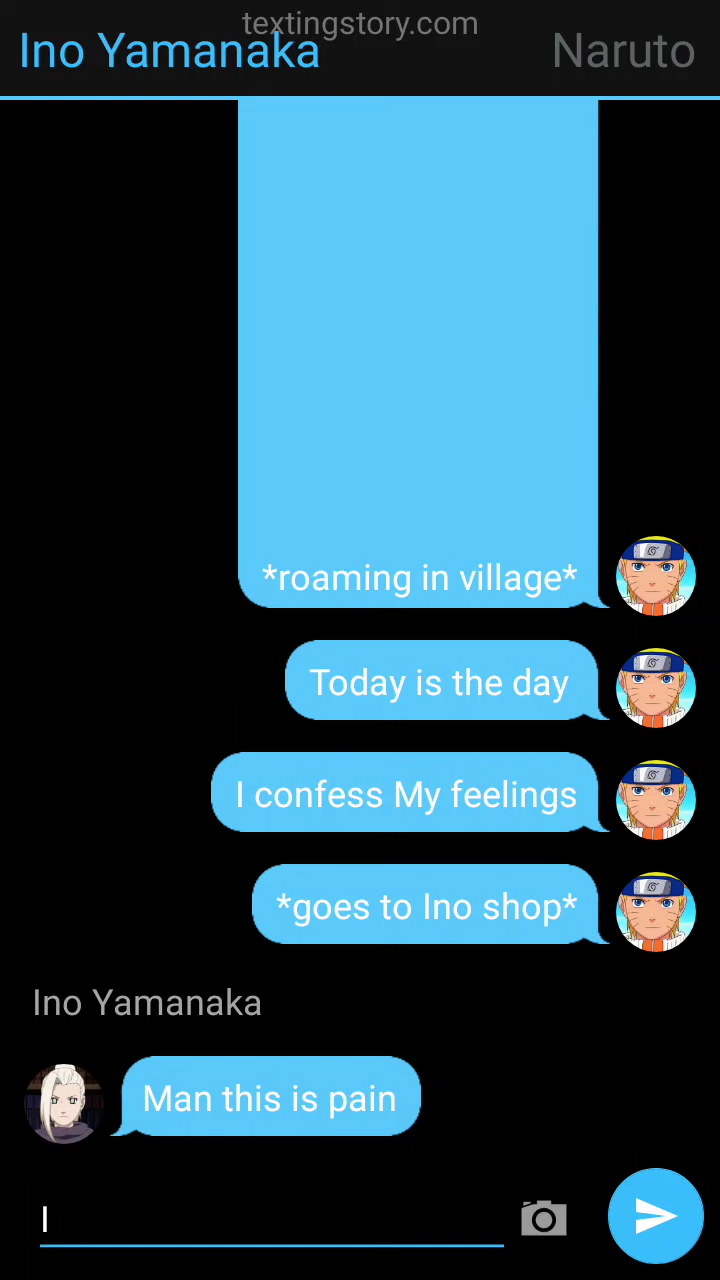 textingstory.com
Ino Yamanaka
Naruto
*roaming in village*
Today is the day
I confess My feelings
*goes to Ino shop*
Ino Yamanaka
Man this is pain
I